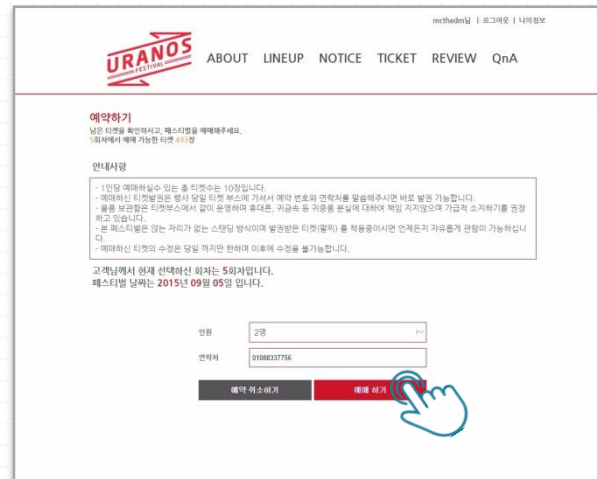 mcthedm님 | 로그아웃 | 나의정보
URANOS
FESTIVAL
ABOUT LINEUP NOTICE TICKET REVIEW QnA
예약하기
남은 티켓을 확인하시고, 페스티벌을 예매해주세요.
5회차에서 예매 가능한 티켓 493장
안내사항
- 1인당 예매하실수 있는 총 티켓수는 10장입니다.
- 예매하신 티켓발권은 행사 당일 티켓 부스에 가셔서 예약 번호와 연락처를 말씀해주시면 바로 발권 가능합니다.
- 물품 보관함은 티켓부스에서 같이 운영하며 휴대폰, 귀금속 등 귀중품 분실에 대하여 책임 지지않으며 가급적 소지하기를 권장
하고 있습니다.
- 본 페스티벌은 앉는 자리가 없는 스탠딩 방식이며 발권받은 티켓(팔찌) 를 착용중이시면 언제든지 자유롭게 관람이 가능하십니
다.
- 예매하신 티켓의 수정은 당일 까지만 한하며 이후에 수정을 불가능합니다.
고객님께서 현재 선택하신 회차는 5회차입니다.
페스티벌 날짜는 2015년 09월 05일 입니다.
인원 2명
연락처 01088337756
예약 취소하기 예매 하기